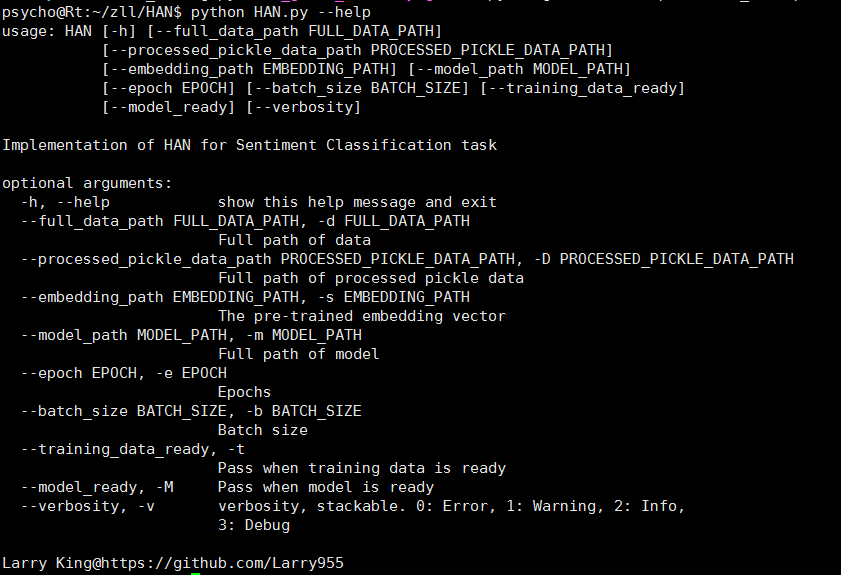 psycho@Rt:~/zll/HAN$ python HAN.py --help
usage: HAN [-h] [--full_data_path FULL_DATA_PATH]
           [--processed_pickle_data_path PROCESSED_PICKLE_DATA_PATH]
           [--embedding_path EMBEDDING_PATH] [--model_path MODEL_PATH]
           [--epoch EPOCH] [--batch_size BATCH_SIZE] [--training_data_ready]
           [--model_ready] [--verbosity]

Implementation of HAN for Sentiment Classification task

optional arguments:
  -h, --help            show this help message and exit
  --full_data_path FULL_DATA_PATH, -d FULL_DATA_PATH
                        Full path of data
  --processed_pickle_data_path PROCESSED_PICKLE_DATA_PATH, -D PROCESSED_PICKLE_DATA_PATH
                        Full path of processed pickle data
  --embedding_path EMBEDDING_PATH, -s EMBEDDING_PATH
                        The pre-trained embedding vector
  --model_path MODEL_PATH, -m MODEL_PATH
                        Full path of model
  --epoch EPOCH, -e EPOCH
                        Epochs
  --batch_size BATCH_SIZE, -b BATCH_SIZE
                        Batch size
  --training_data_ready, -t
                        Pass when training data is ready
  --model_ready, -M     Pass when model is ready
  --verbosity, -v       verbosity, stackable. 0: Error, 1: Warning, 2: Info,
                        3: Debug

Larry King@https://github.com/Larry955